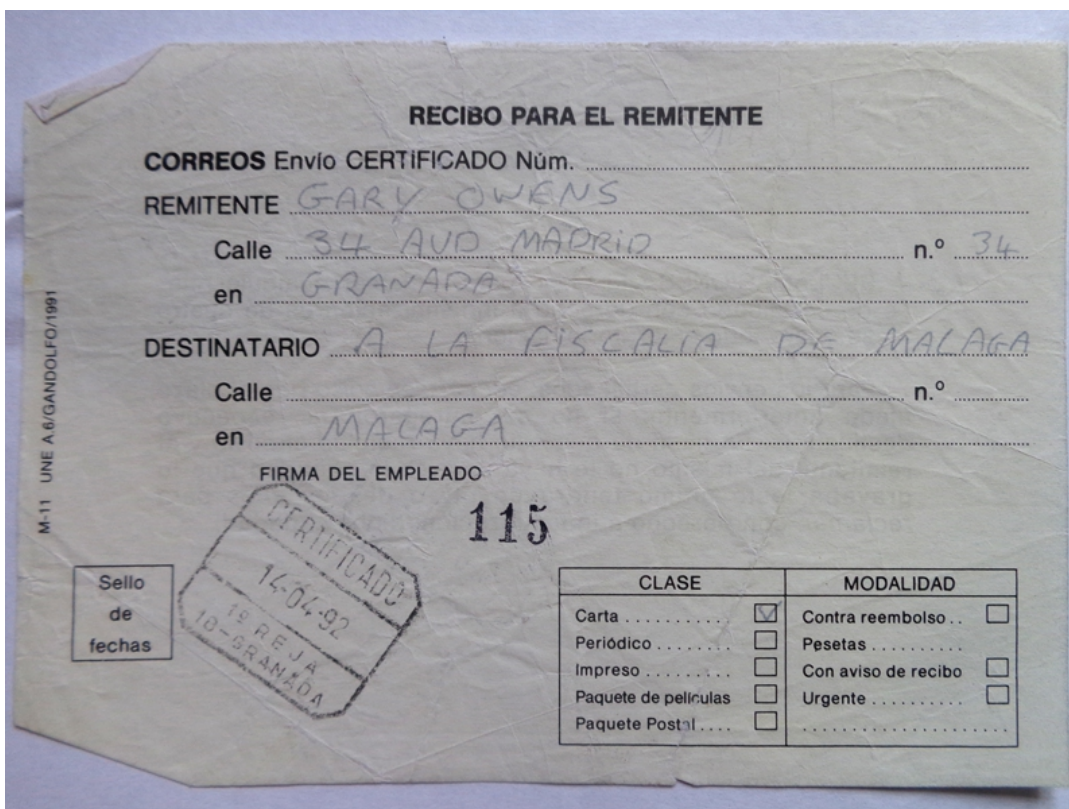 RECIBO PARA EL REMITENTE
CORREOS Envío CERTIFICADO Núm.
REMITENTE GARY OWENS
Calle 34 AVD MADRID n.º 34
en GRANADA
DESTINATARIO A LA FISCALIA DE MALAGA
Calle n.º
en MALAGA
FIRMA DEL EMPLEADO
115
M-11 UNE A.6/GANDOLFO/1991
Sello
de
fechas
CERTIFICADO
14-04-92
1º REJA
18-GRANADA
CLASE
Carta
Periódico
Impreso
Paquete de películas
Paquete Postal
MODALIDAD
Contra reembolso
Pesetas
Con aviso de recibo
Urgente